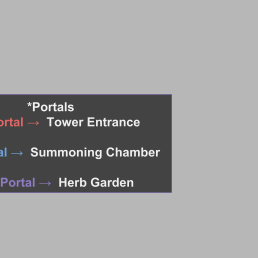 *Portals
ortal → Tower Entrance
al → Summoning Chamber
Portal → Herb Garden